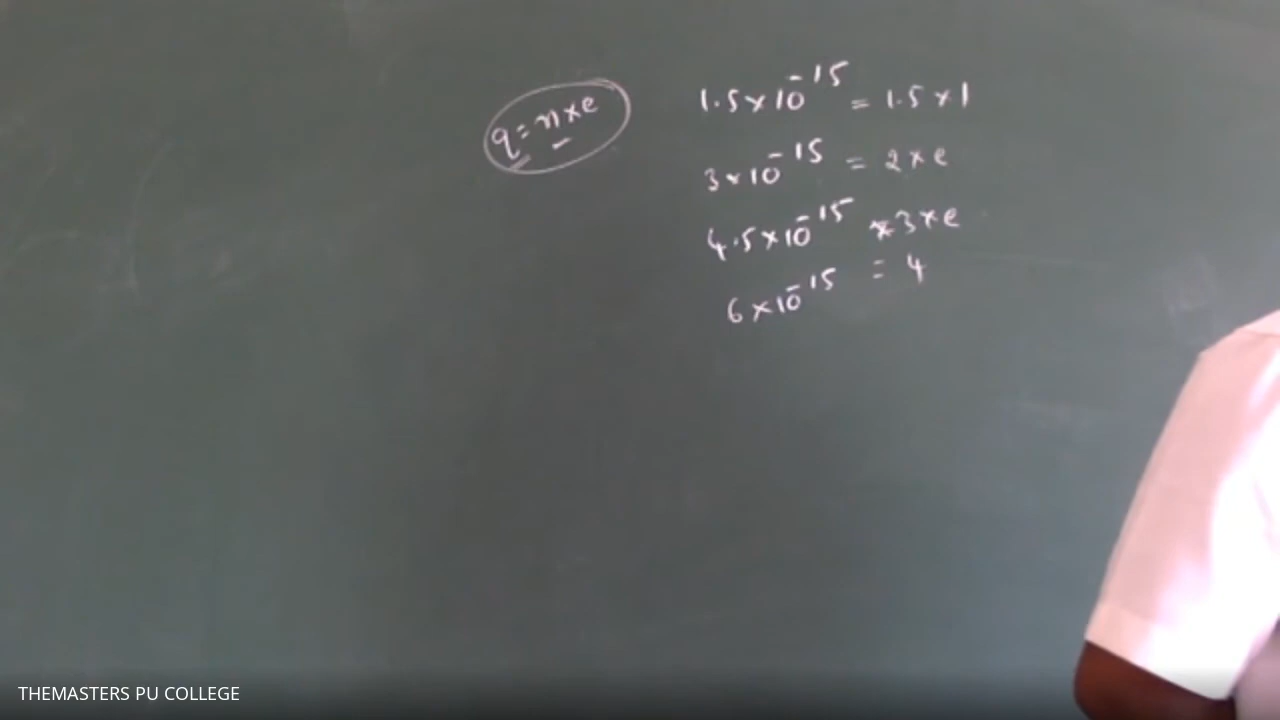 q = n×e
1.5×10⁻¹⁵ = 1.5×1
3×10⁻¹⁵ = 2×e
4.5×10⁻¹⁵ × 3×e
6×10⁻¹⁵ = 4
THEMASTERS PU COLLEGE